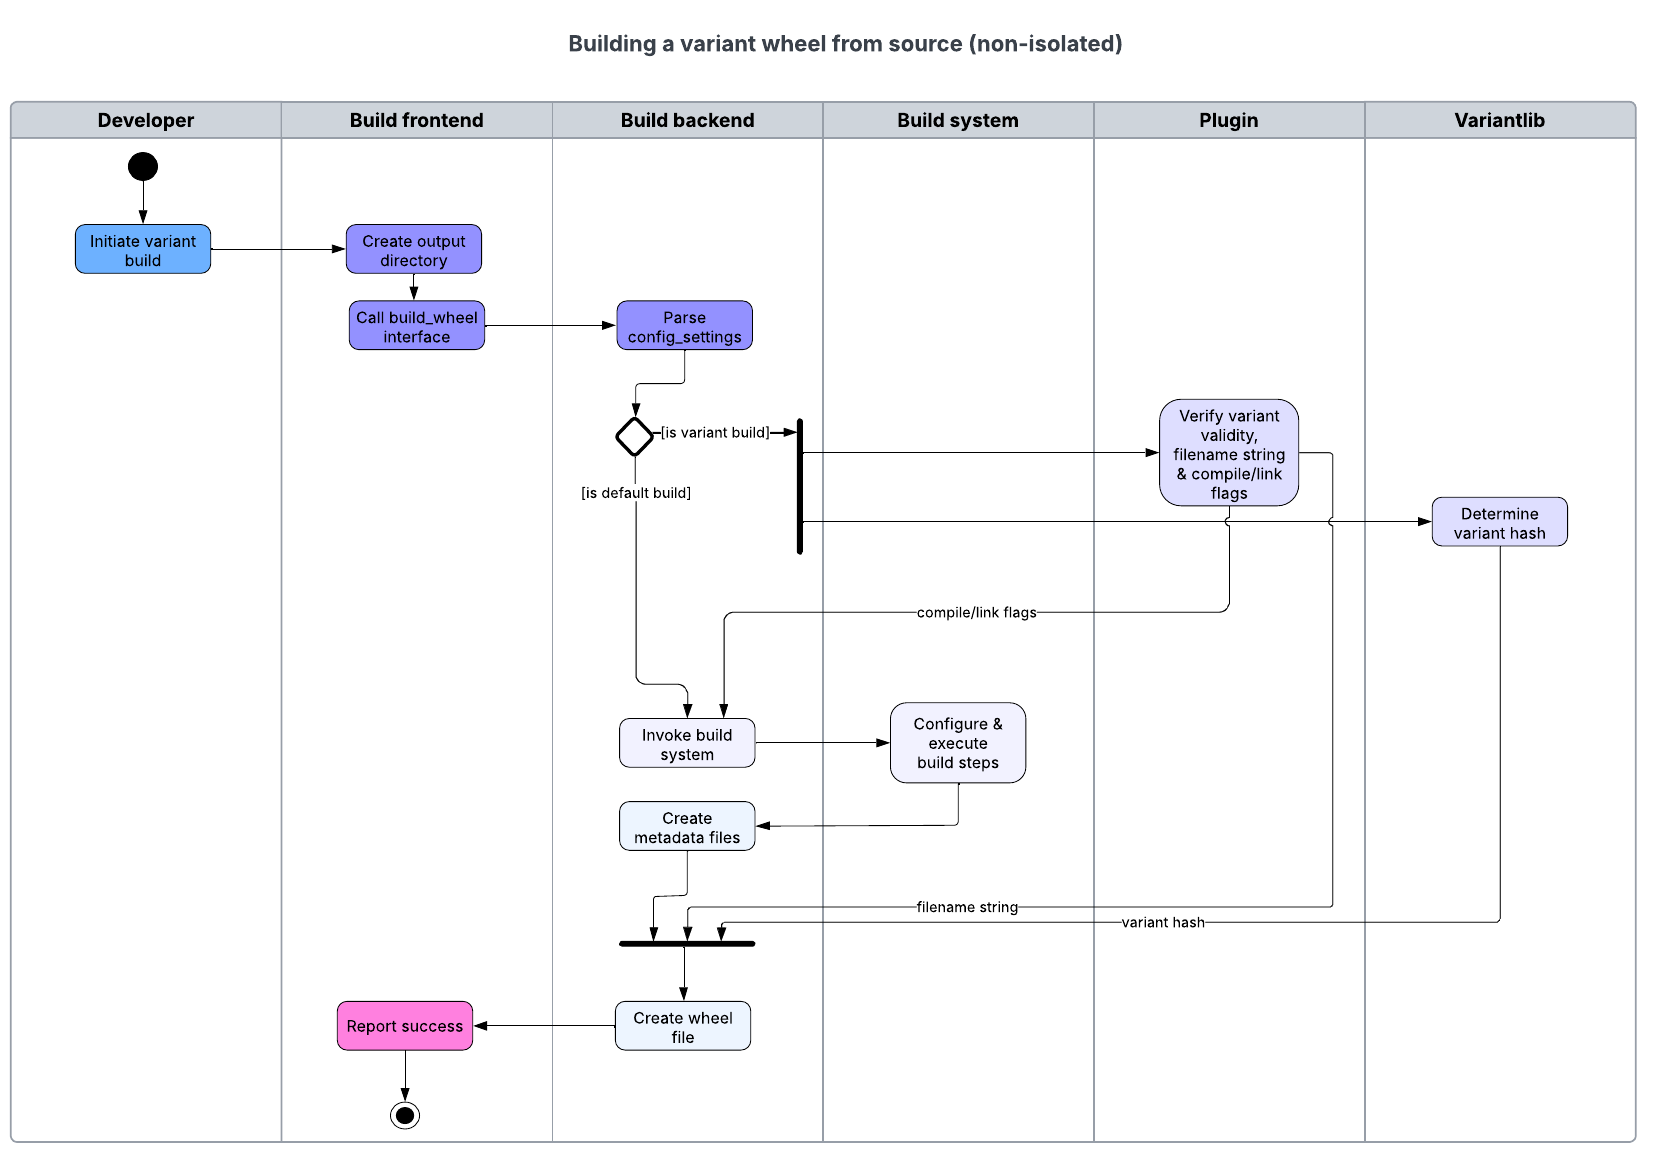 Building a variant wheel from source (non-isolated)
Developer
Build frontend
Build backend
Build system
Plugin
Variantlib
Initiate variant
build
Create output
directory
Call build_wheel
interface
Parse
config_settings
[is variant build]
[is default build]
Verify variant
validity,
filename string
& compile/link
flags
Determine
variant hash
compile/link flags
Invoke build
system
Configure &
execute
build steps
Create
metadata files
filename string
variant hash
Create wheel
file
Report success